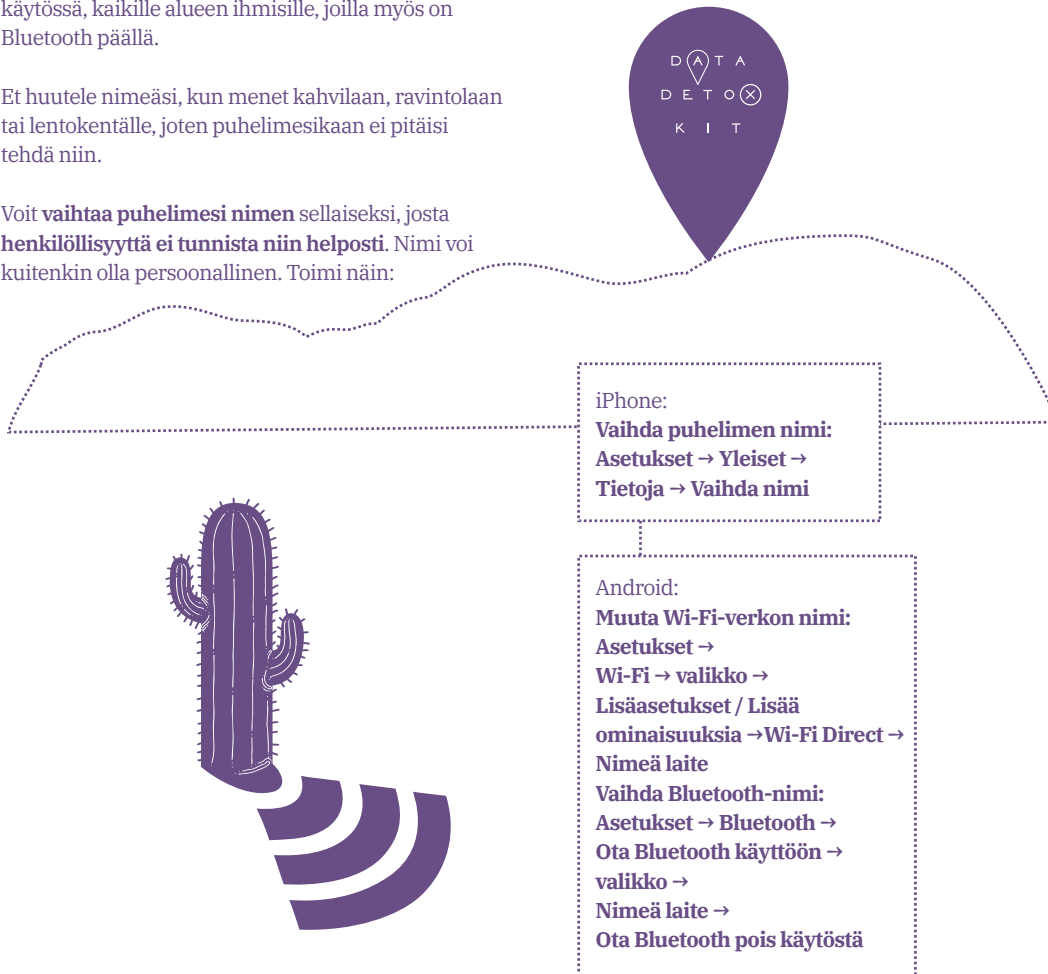 käytössä, kaikille alueen ihmisille, joilla myös on
Bluetooth päällä.
Et huutele nimeäsi, kun menet kahvilaan, ravintolaan
tai lentokentälle, joten puhelimesikaan ei pitäisi
tehdä niin.
Voit vaihtaa puhelimesi nimen sellaiseksi, josta
henkilöllisyyttä ei tunnista niin helposti. Nimi voi
kuitenkin olla persoonallinen. Toimi näin:
DATA
DETOX
KIT
iPhone:
Vaihda puhelimen nimi:
Asetukset → Yleiset →
Tietoja → Vaihda nimi
Android:
Muuta Wi-Fi-verkon nimi:
Asetukset →
Wi-Fi → valikko →
Lisäasetukset / Lisää
ominaisuuksia →Wi-Fi Direct →
Nimeä laite
Vaihda Bluetooth-nimi:
Asetukset → Bluetooth →
Ota Bluetooth käyttöön →
valikko →
Nimeä laite →
Ota Bluetooth pois käytöstä